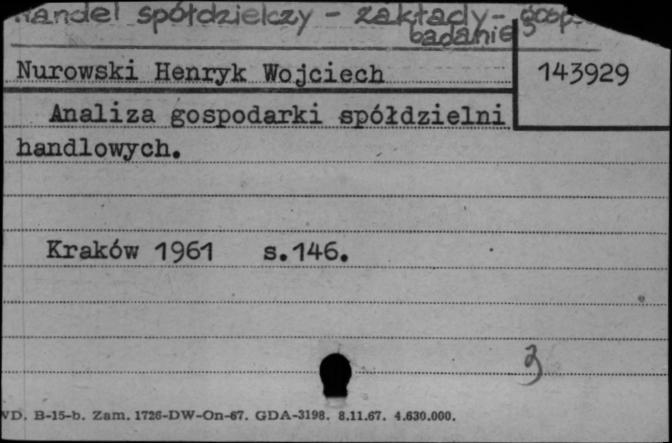 handel spółdzielczy - zakłady - gosp.
badanie
Nurowski Henryk Wojciech
143929
Analiza gospodarki spółdzielni
handlowych.
Kraków 1961 s.146.
3
VD. B-15-b. Zam. 1726-DW-On-67. GDA-3198. 8.11.67. 4.630.000.